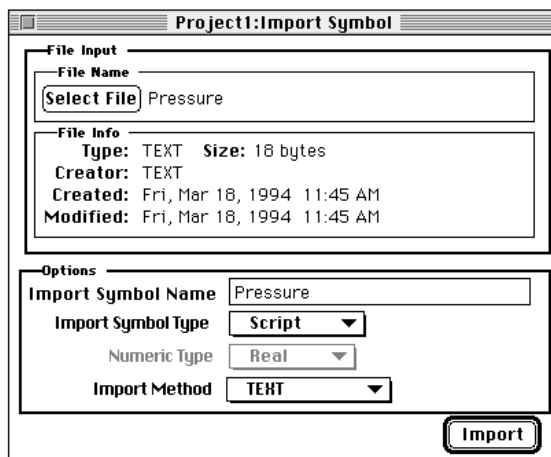 Project1:Import Symbol
File Input
File Name
Select File Pressure
File Info
Type: TEXT Size: 18 bytes
Creator: TEXT
Created: Fri, Mar 18, 1994 11:45 AM
Modified: Fri, Mar 18, 1994 11:45 AM
Options
Import Symbol Name Pressure
Import Symbol Type Script
Numeric Type Real
Import Method TEXT
Import